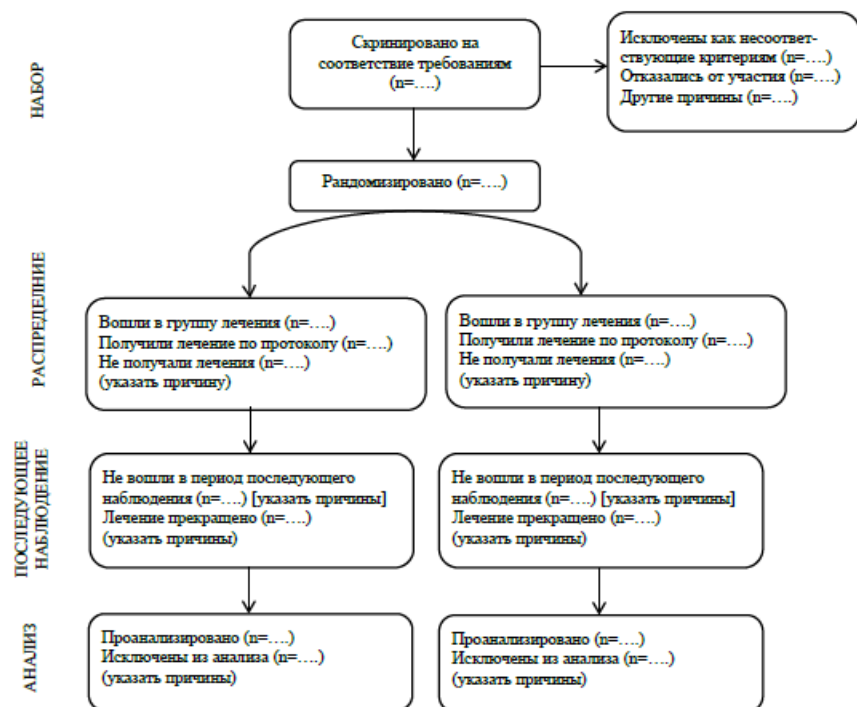 НАБОР
Скринировано на
соответствие требованиям
(n=….)
Исключены как несоответ-
ствующие критериям (n=….)
Отказались от участия (n=….)
Другие причины (n=….)
Рандомизировано (n=….)
РАСПРЕДЕЛНИЕ
Вошли в группу лечения (n=….)
Получили лечение по протоколу (n=….)
Не получали лечения (n=….)
(указать причину)
Вошли в группу лечения (n=….)
Получили лечение по протоколу (n=….)
Не получали лечения (n=….)
(указать причину)
ПОСЛЕДУЮЩЕЕ
НАБЛЮДЕНИЕ
Не вошли в период последующего
наблюдения (n=….) [указать причины]
Лечение прекращено (n=….)
(указать причины)
Не вошли в период последующего
наблюдения (n=….) [указать причины]
Лечение прекращено (n=….)
(указать причины)
АНАЛИЗ
Проанализировано (n=….)
Исключены из анализа (n=….)
(указать причины)
Проанализировано (n=….)
Исключены из анализа (n=….)
(указать причины)